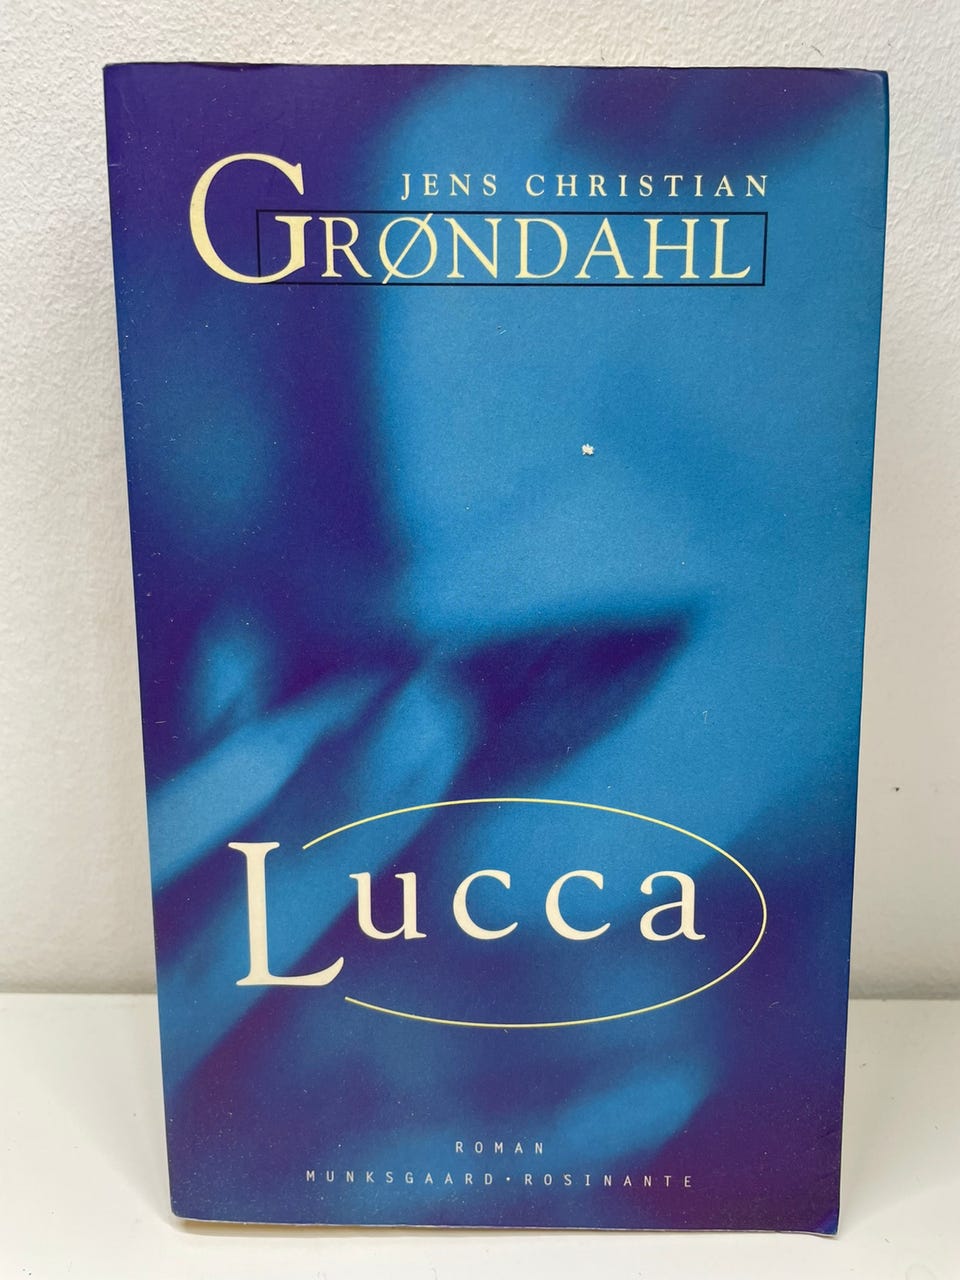 JENS CHRISTIAN
GRØNDAHL
Lucca
ROMAN
MUNKSGAARD · ROSINANTE